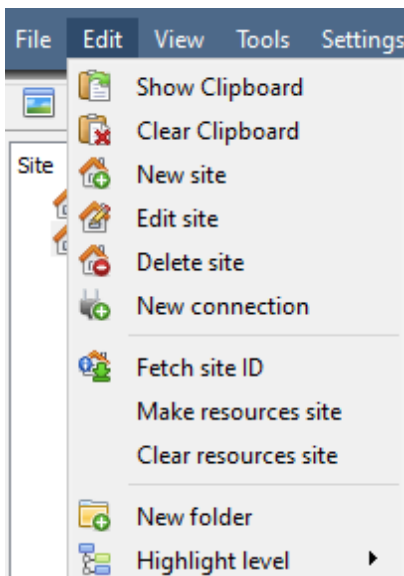 File Edit View Tools Settings
Show Clipboard
Clear Clipboard
Site
New site
Edit site
Delete site
New connection
Fetch site ID
Make resources site
Clear resources site
New folder
Highlight level